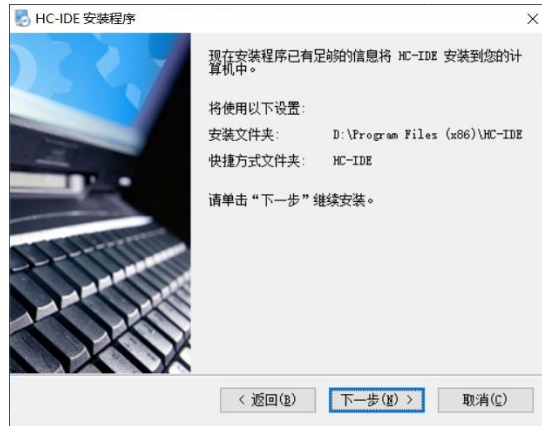 HC-IDE 安装程序
现在安装程序已有足够的信息将 HC-IDE 安装到您的计
算机中。
将使用以下设置:
安装文件夹: D:\Program Files (x86)\HC-IDE
快捷方式文件夹: HC-IDE
请单击“下一步”继续安装。
< 返回(B) 下一步(N) > 取消(C)